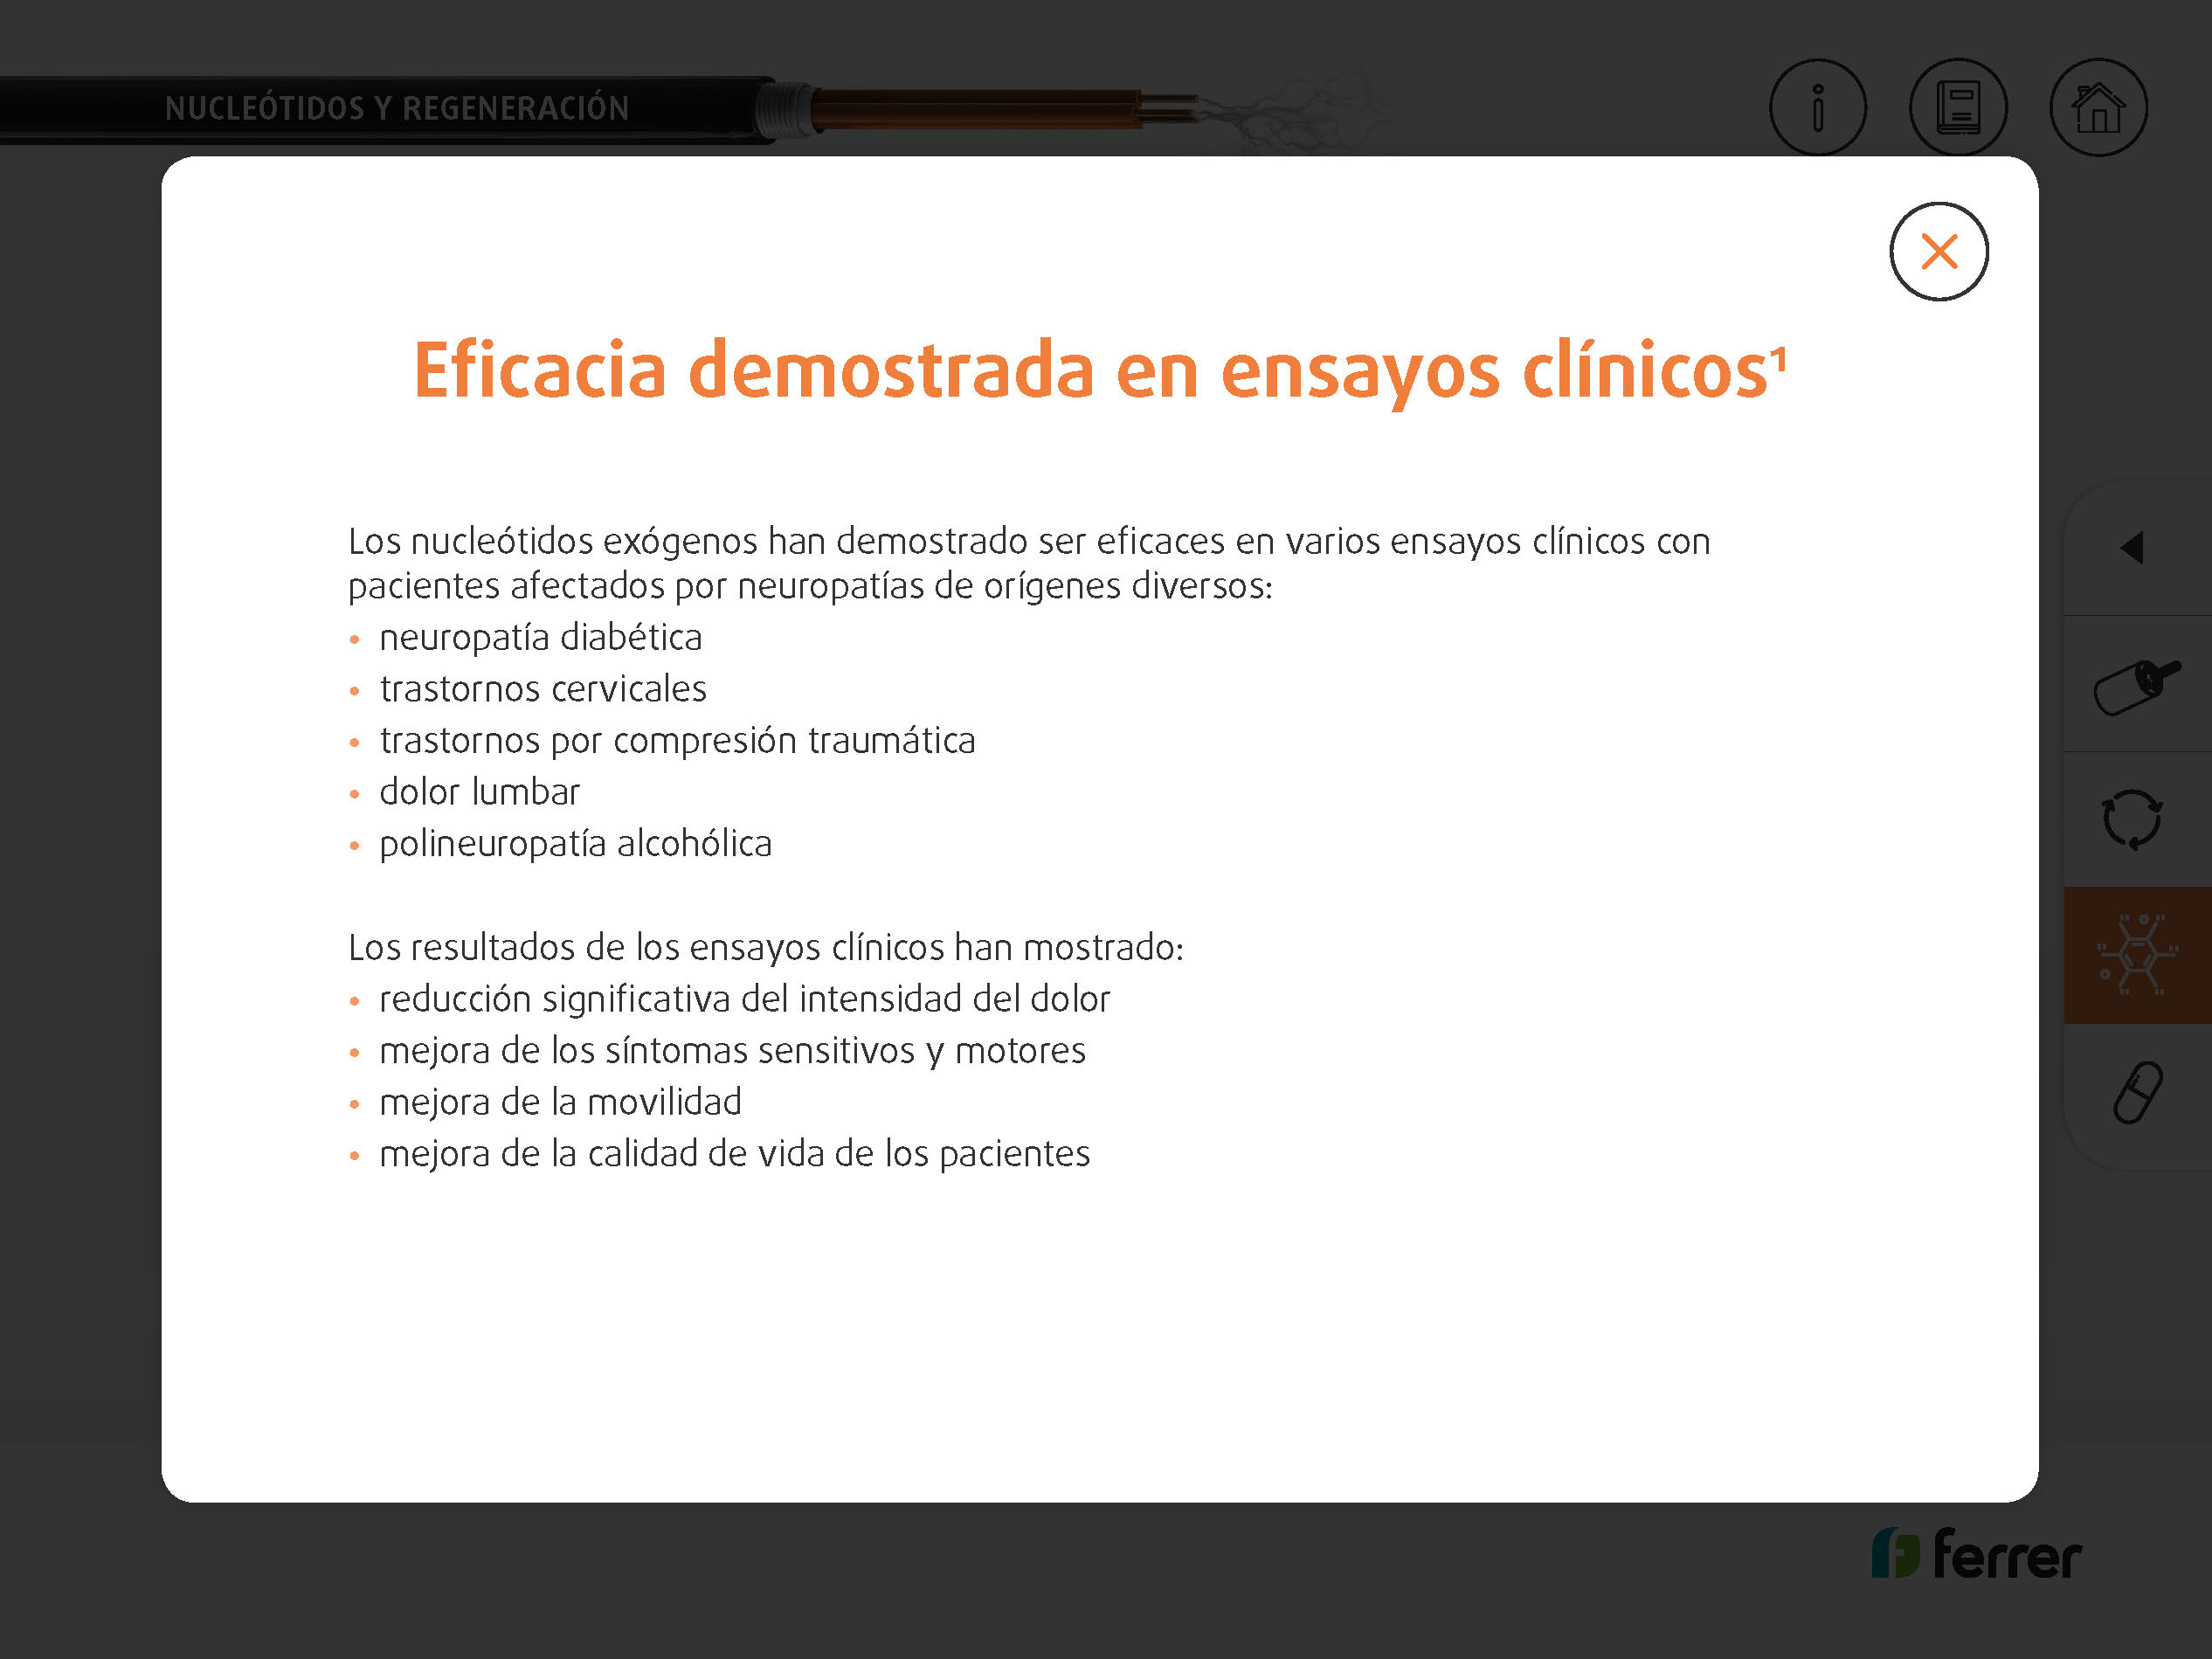 NUCLEÓTIDOS Y REGENERACIÓN
Eficacia demostrada en ensayos clínicos¹
Los nucleótidos exógenos han demostrado ser eficaces en varios ensayos clínicos con
pacientes afectados por neuropatías de orígenes diversos:
• neuropatía diabética
• trastornos cervicales
• trastornos por compresión traumática
• dolor lumbar
• polineuropatía alcohólica
Los resultados de los ensayos clínicos han mostrado:
• reducción significativa del intensidad del dolor
• mejora de los síntomas sensitivos y motores
• mejora de la movilidad
• mejora de la calidad de vida de los pacientes
ferrer